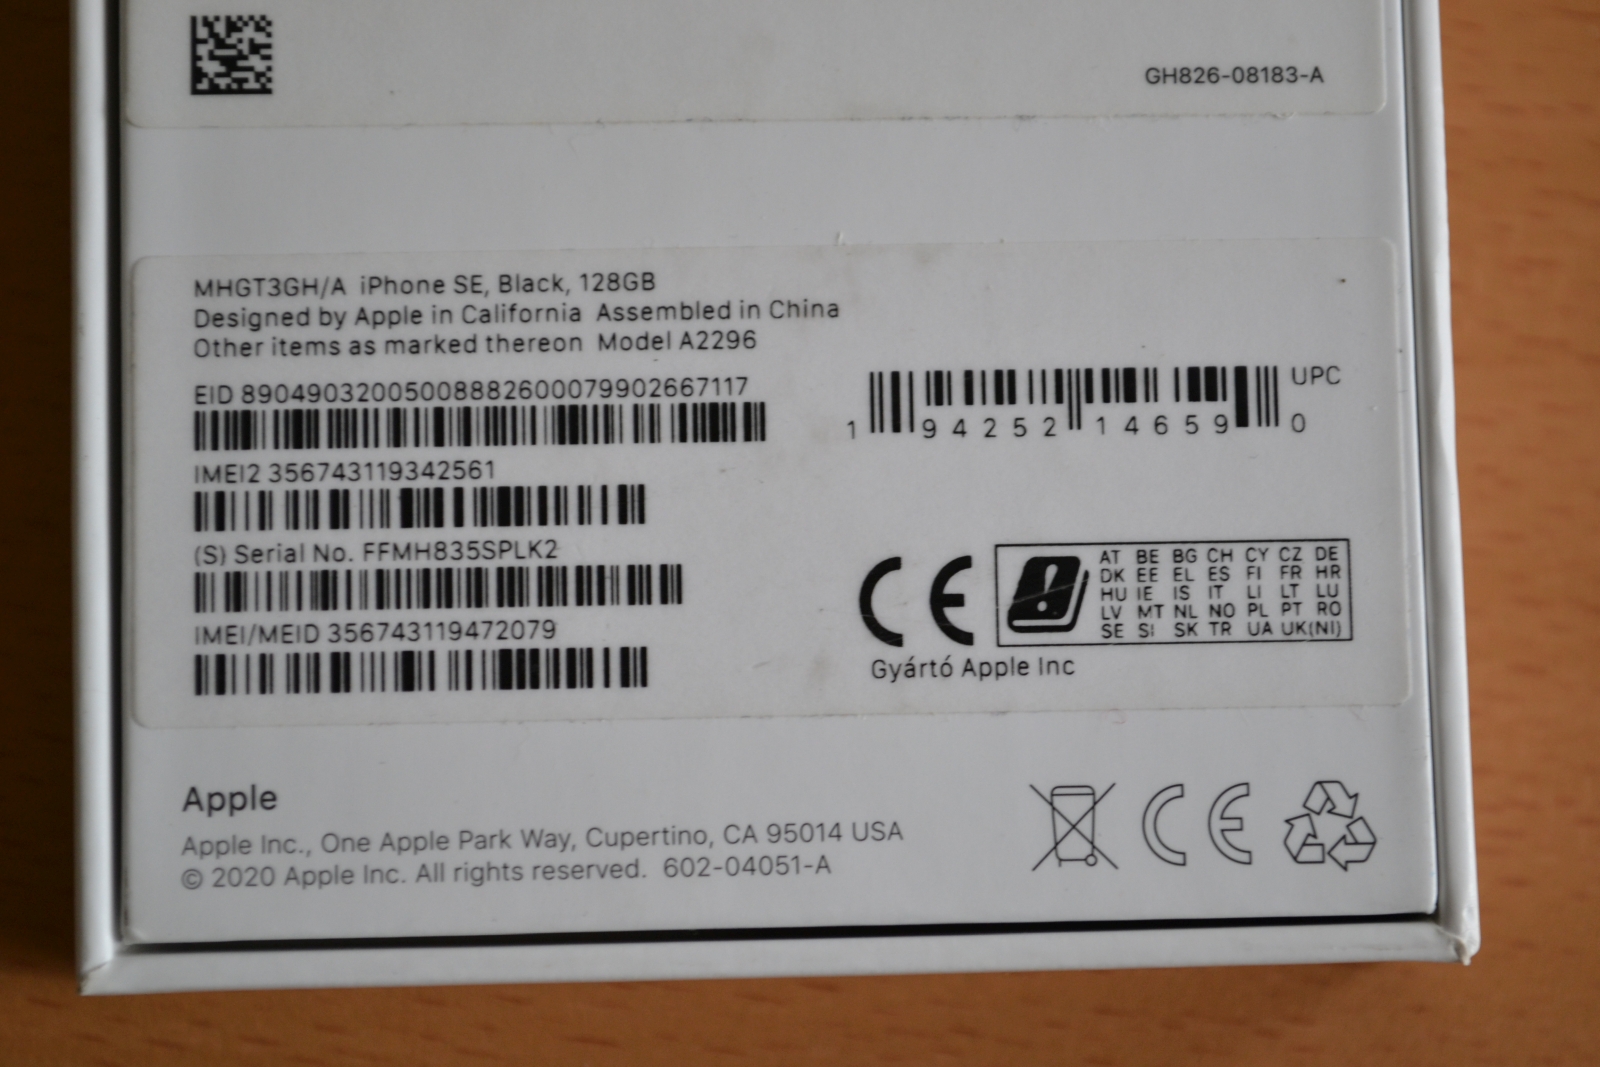 GH826-08183-A
MHGT3GH/A iPhone SE, Black, 128GB
Designed by Apple in California Assembled in China
Other items as marked thereon Model A2296
EID 89049032005008882600079902667117
IMEI2 356743119342561
(S) Serial No. FFMH835SPLK2
IMEI/MEID 356743119472079
UPC
1 94252 14659 0
CE
AT BE BG CH CY CZ DE
DK EE EL ES FI FR HR
HU IE IS IT LI LT LU
LV MT NL NO PL PT RO
SE SI SK TR UA UK(NI)
Gyártó Apple Inc
Apple
Apple Inc., One Apple Park Way, Cupertino, CA 95014 USA
© 2020 Apple Inc. All rights reserved. 602-04051-A
CE